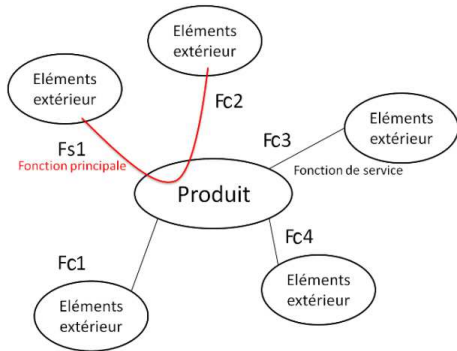 Eléments
extérieur
Eléments
extérieur
Fc2
Fs1
Fonction principale
Fc3
Eléments
extérieur
Fonction de service
Produit
Fc4
Fc1
Eléments
extérieur
Eléments
extérieur